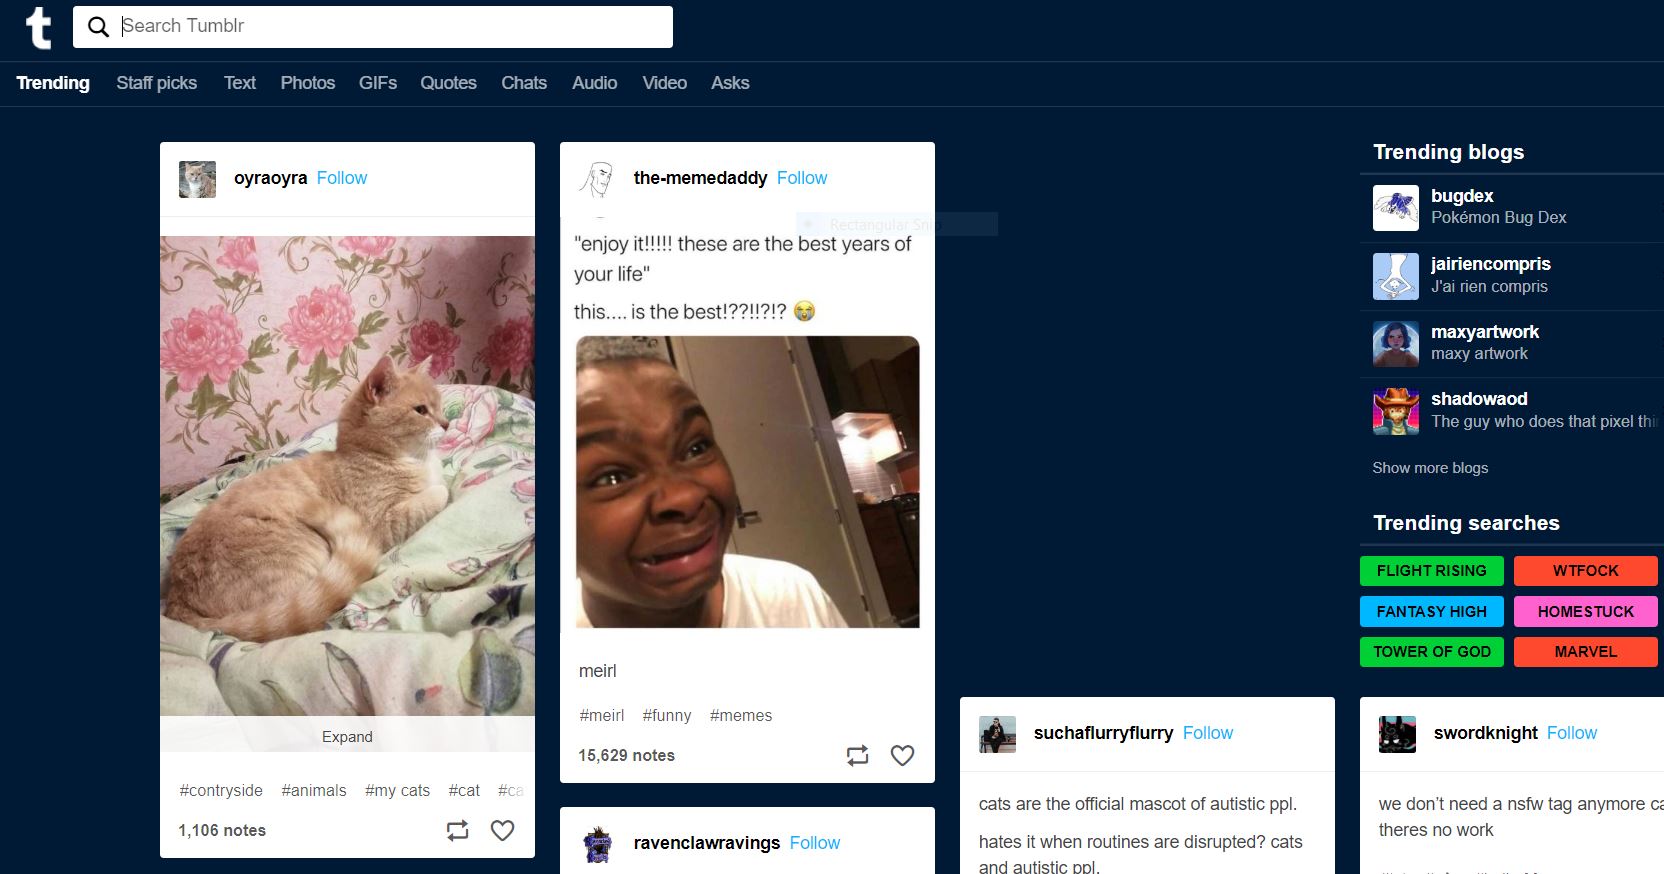 t
Search Tumblr
Trending Staff picks Text Photos GIFs Quotes Chats Audio Video Asks
oyraoyra Follow
Expand
#contryside #animals #my cats #cat #ca
1,106 notes
the-memedaddy Follow
Rectangular Snip
"enjoy it!!!!! these are the best years of
your life"
this.... is the best!??!!?!? 😭
meirl
#meirl #funny #memes
15,629 notes
ravenclawravings Follow
suchaflurryflurry Follow
cats are the official mascot of autistic ppl.
hates it when routines are disrupted? cats
and autistic ppl.
Trending blogs
bugdex
Pokémon Bug Dex
jairiencompris
J'ai rien compris
maxyartwork
maxy artwork
shadowaod
The guy who does that pixel thi
Show more blogs
Trending searches
FLIGHT RISING WTFOCK
FANTASY HIGH HOMESTUCK
TOWER OF GOD MARVEL
swordknight Follow
we don’t need a nsfw tag anymore ca
theres no work